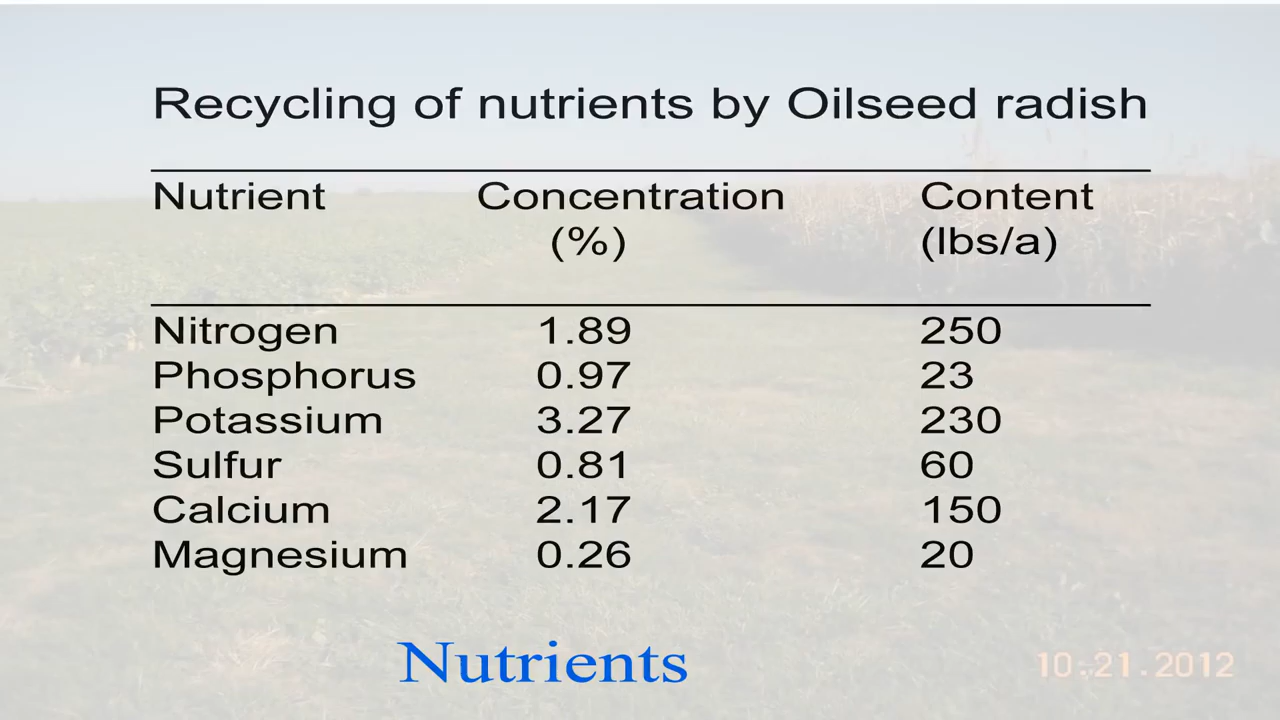 Recycling of nutrients by Oilseed radish
Nutrient Concentration Content
(%) (lbs/a)
Nitrogen 1.89 250
Phosphorus 0.97 23
Potassium 3.27 230
Sulfur 0.81 60
Calcium 2.17 150
Magnesium 0.26 20
Nutrients
10.21.2012